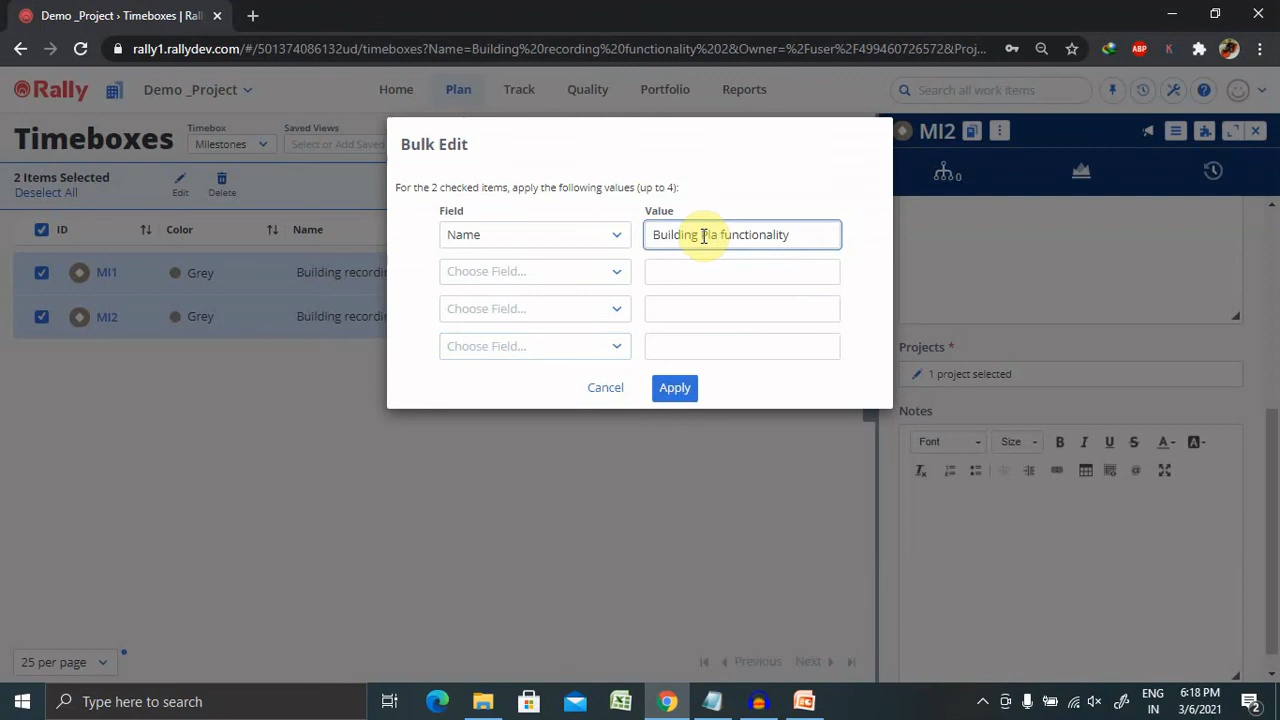 Demo _Project > Timeboxes | Ral
rally1.rallydev.com/#/501374086132ud/timeboxes?Name=Building%20recording%20functionality%202&Owner=%2Fuser%2F499460726572&Proj...
ABP
K
Rally
Demo _Project
Home
Plan
Track
Quality
Portfolio
Reports
Search all work items
Timeboxes
Timebox
Milestones
Saved Views
Select or Add Saved
2 Items Selected
Deselect All
Edit
Delete
ID
Color
Name
MI1
Grey
Building recordin
MI2
Grey
Building recordin
Bulk Edit
For the 2 checked items, apply the following values (up to 4):
Field
Value
Name
Building Pla functionality
Choose Field...
Choose Field...
Choose Field...
Cancel
Apply
MI2
0
Projects *
1 project selected
Notes
Font
Size
B
I
U
S
A
A
25 per page
Previous
Next
Type here to search
ENG
IN
6:18 PM
3/6/2021
2